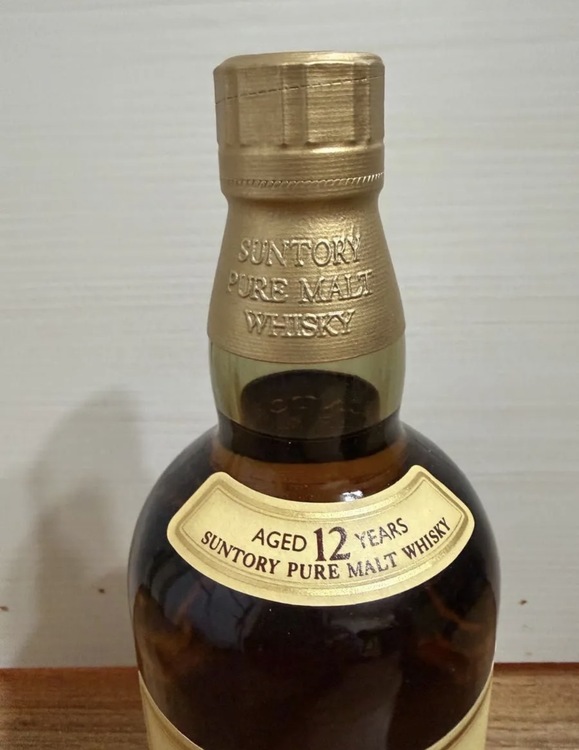 SUNTORY
PURE MALT
WHISKY
AGED 12 YEARS
SUNTORY PURE MALT WHISKY